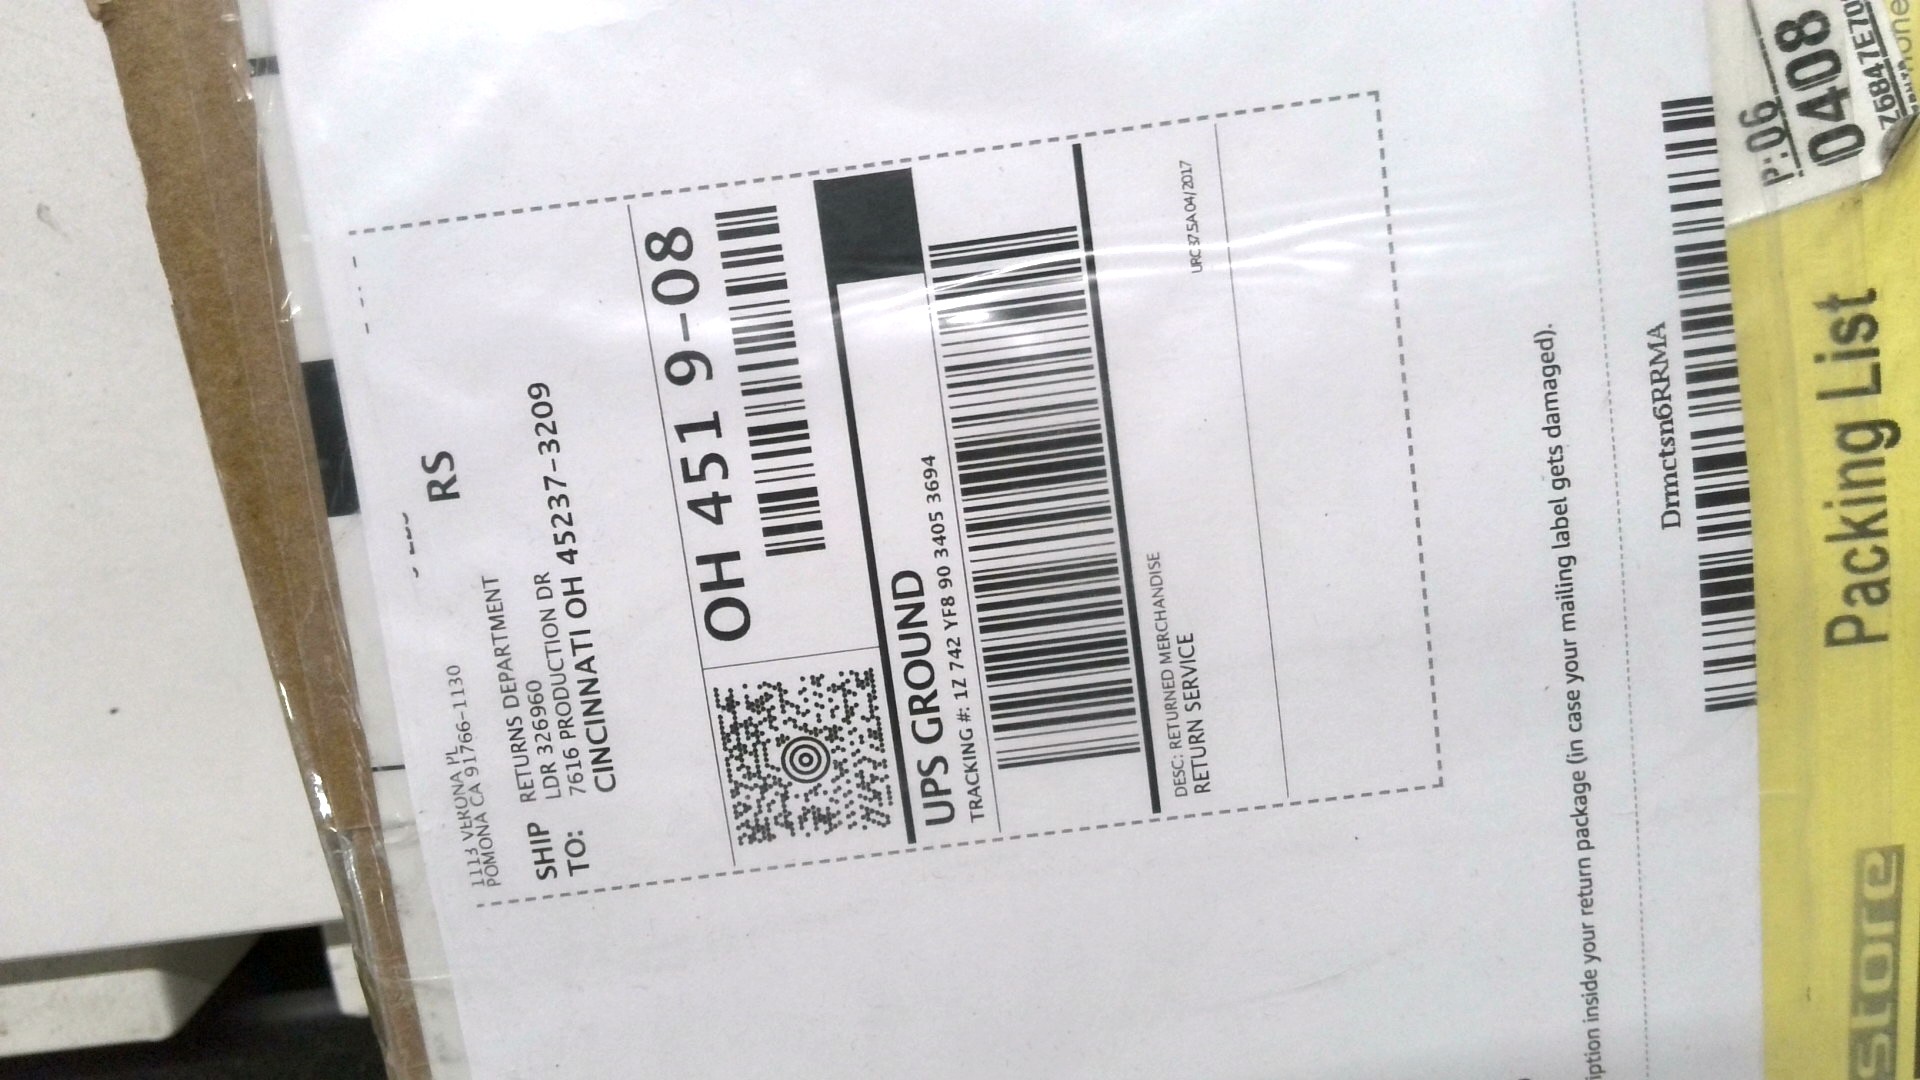 RS
1113 VERONA PL
POMONA CA 91766-1130
SHIP TO:
RETURNS DEPARTMENT
LDR 326960
7616 PRODUCTION DR
CINCINNATI OH 45237-3209
OH 451 9-08
UPS GROUND
TRACKING #: 1Z 742 YF8 90 3405 3694
DESC: RETURNED MERCHANDISE
RETURN SERVICE
URC37.5A 04/2017
iption inside your return package (in case your mailing label gets damaged).
Drmctsn6RRMA
P:06
0408
Z6847E70
Packing List
store